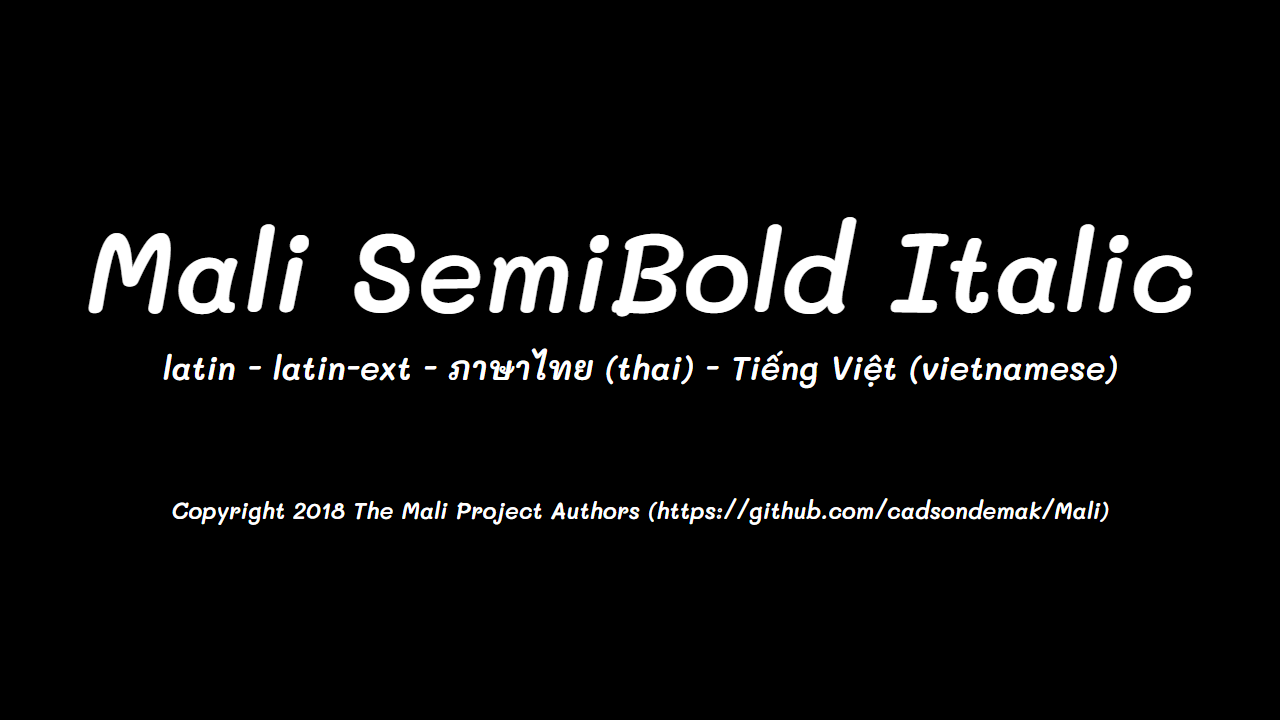 Mali SemiBold Italic
latin - latin-ext - ภาษาไทย (thai) - Tiếng Việt (vietnamese)
Copyright 2018 The Mali Project Authors (https://github.com/cadsondemak/Mali)